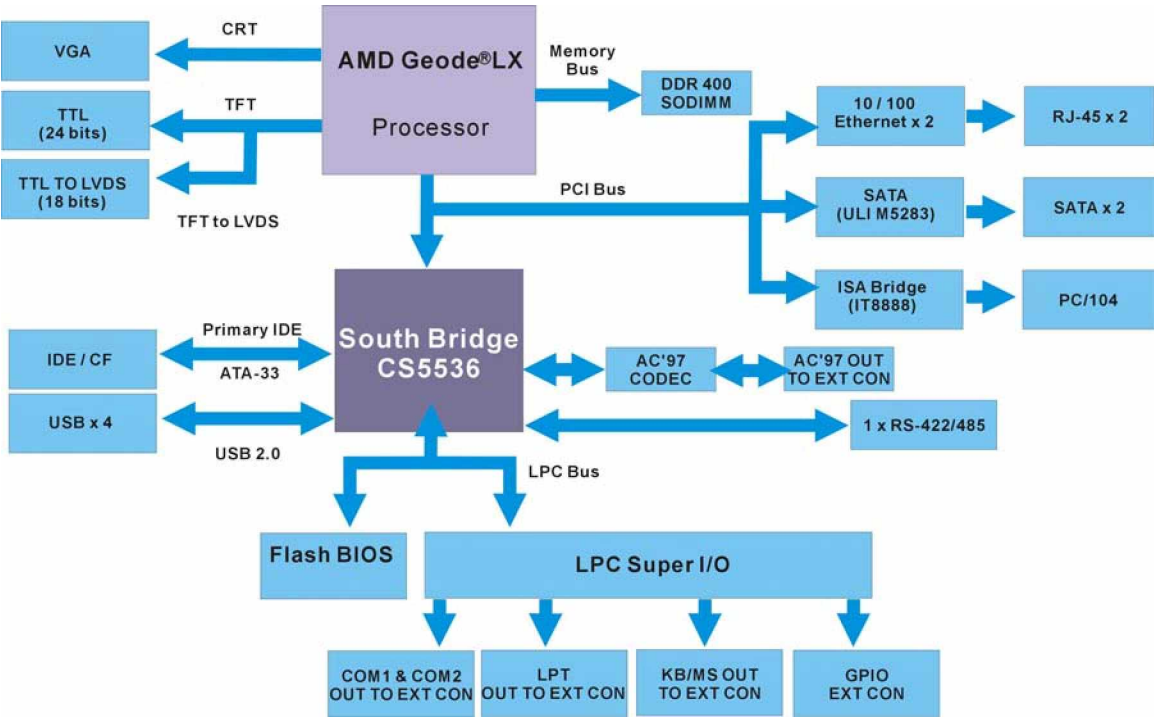 CRT
VGA
AMD Geode®LX
Processor
Memory
Bus
DDR 400
SODIMM
TFT
TTL
(24 bits)
TTL TO LVDS
(18 bits)
TFT to LVDS
PCI Bus
10 / 100
Ethernet x 2
RJ-45 x 2
SATA
(ULI M5283)
SATA x 2
ISA Bridge
(IT8888)
PC/104
South Bridge
CS5536
Primary IDE
IDE / CF
ATA-33
USB x 4
USB 2.0
AC'97
CODEC
AC'97 OUT
TO EXT CON
1 x RS-422/485
LPC Bus
Flash BIOS
LPC Super I/O
COM1 & COM2
OUT TO EXT CON
LPT
OUT TO EXT CON
KB/MS OUT
TO EXT CON
GPIO
EXT CON